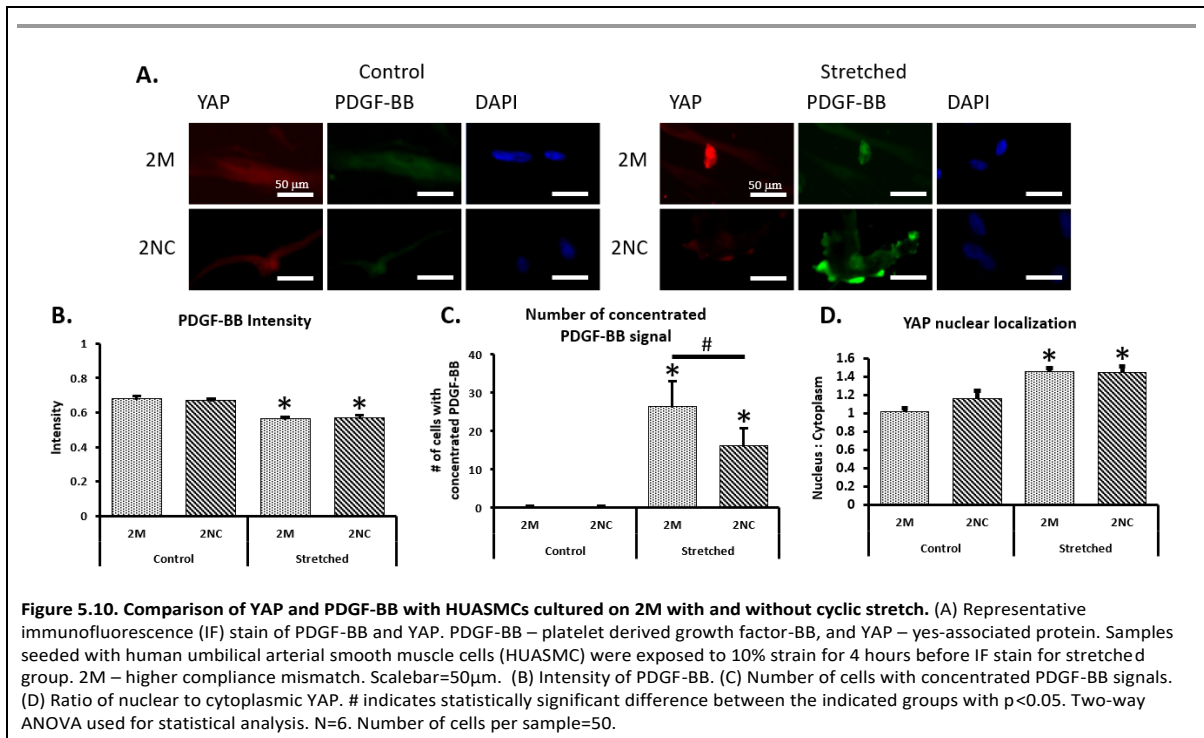 A.
Control
Stretched
YAP PDGF-BB DAPI
YAP PDGF-BB DAPI
2M
50 µm
2M
50 µm
2NC
2NC
B.
PDGF-BB Intensity
Intensity
1
0.8
0.6
0.4
0.2
0
* *
2M 2NC 2M 2NC
Control Stretched
C.
Number of concentrated
PDGF-BB signal
# of cells with
concentrated PDGF-BB
40
30
20
10
0
#
* *
2M 2NC 2M 2NC
Control Stretched
D.
YAP nuclear localization
Nucleus : Cytoplasm
1.6
1.4
1.2
1
0.8
0.6
0.4
0.2
0
* *
2M 2NC 2M 2NC
Control Stretched
Figure 5.10. Comparison of YAP and PDGF-BB with HUASMCs cultured on 2M with and without cyclic stretch. (A) Representative
immunofluorescence (IF) stain of PDGF-BB and YAP. PDGF-BB – platelet derived growth factor-BB, and YAP – yes-associated protein. Samples
seeded with human umbilical arterial smooth muscle cells (HUASMC) were exposed to 10% strain for 4 hours before IF stain for stretched
group. 2M – higher compliance mismatch. Scalebar=50µm. (B) Intensity of PDGF-BB. (C) Number of cells with concentrated PDGF-BB signals.
(D) Ratio of nuclear to cytoplasmic YAP. # indicates statistically significant difference between the indicated groups with p<0.05. Two-way
ANOVA used for statistical analysis. N=6. Number of cells per sample=50.